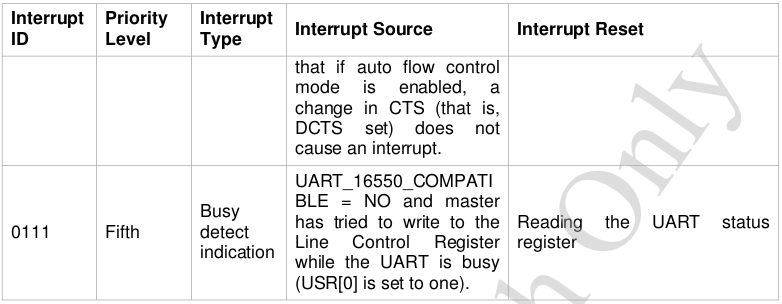 Interrupt ID Priority Level Interrupt Type Interrupt Source Interrupt Reset
that if auto flow control
mode is enabled, a
change in CTS (that is,
DCTS set) does not
cause an interrupt.
0111 Fifth
Busy
detect
indication
UART_16550_COMPATI
BLE = NO and master
has tried to write to the
Line Control Register
while the UART is busy
(USR[0] is set to one).
Reading the UART status
register
Only